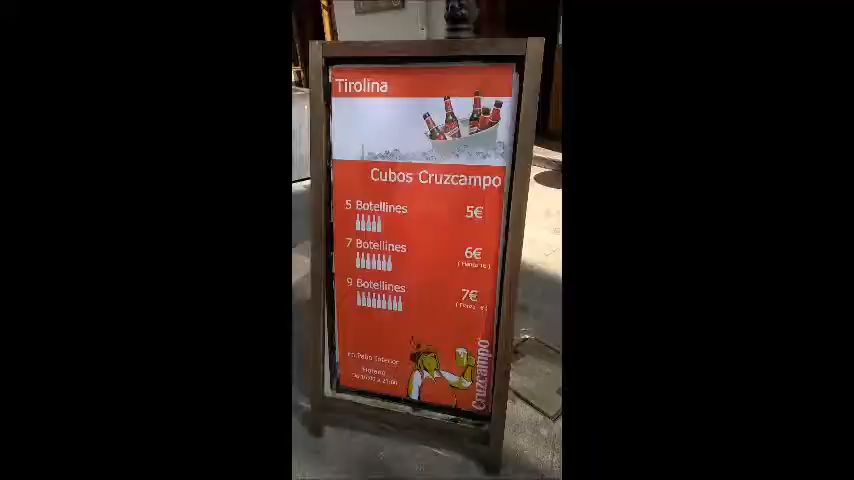 Tirolina
Cubos Cruzcampo
5 Botellines 5€
7 Botellines 6€
9 Botellines 7€
Cruzcampo